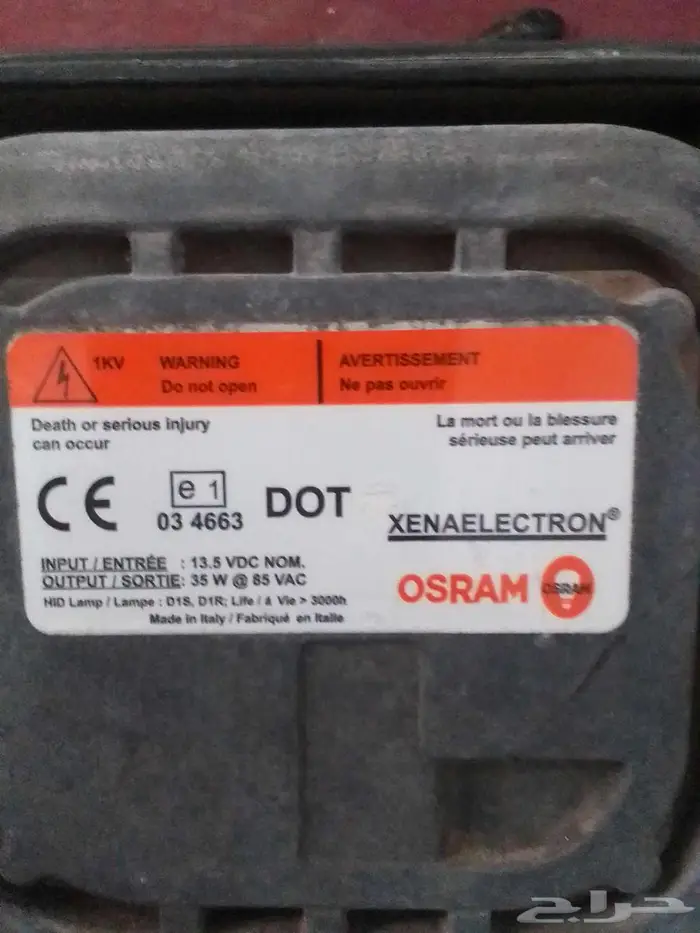 1KV WARNING AVERTISSEMENT
Do not open Ne pas ouvrir
Death or serious injury
can occur
La mort ou la blessure
sérieuse peut arriver
CE
e 1
03 4663
DOT
XENAELECTRON®
INPUT / ENTRÉE : 13.5 VDC NOM.
OUTPUT / SORTIE: 35 W @ 85 VAC
HID Lamp / Lampe : D1S, D1R; Life / à Vie > 3000h
Made in Italy / Fabriqué en Italie
OSRAM OSRAM
حراج